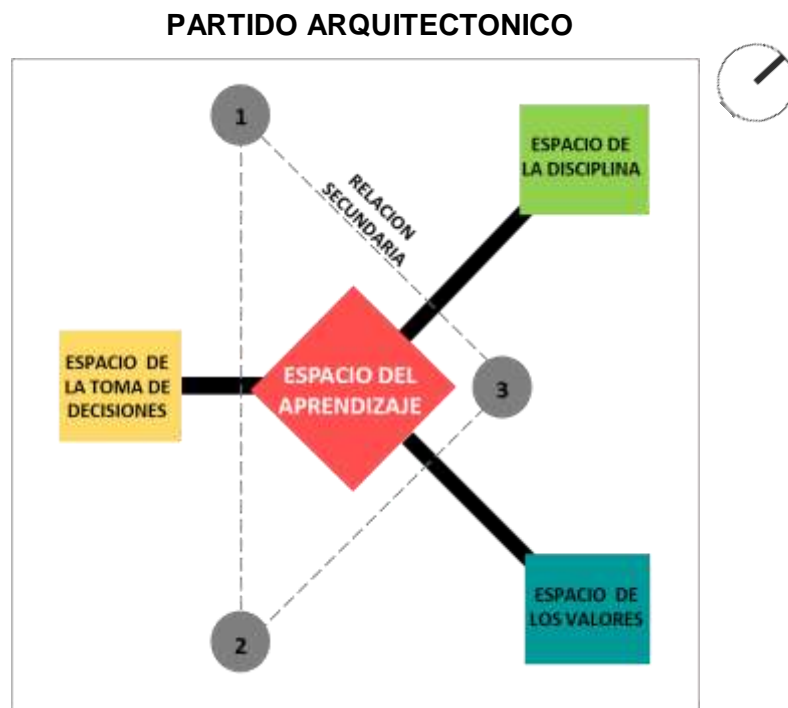 PARTIDO ARQUITECTONICO
1
ESPACIO DE
LA DISCIPLINA
RELACION
SECUNDARIA
ESPACIO DE
LA TOMA DE
DECISIONES
ESPACIO DEL
APRENDIZAJE
3
ESPACIO DE
LOS VALORES
2